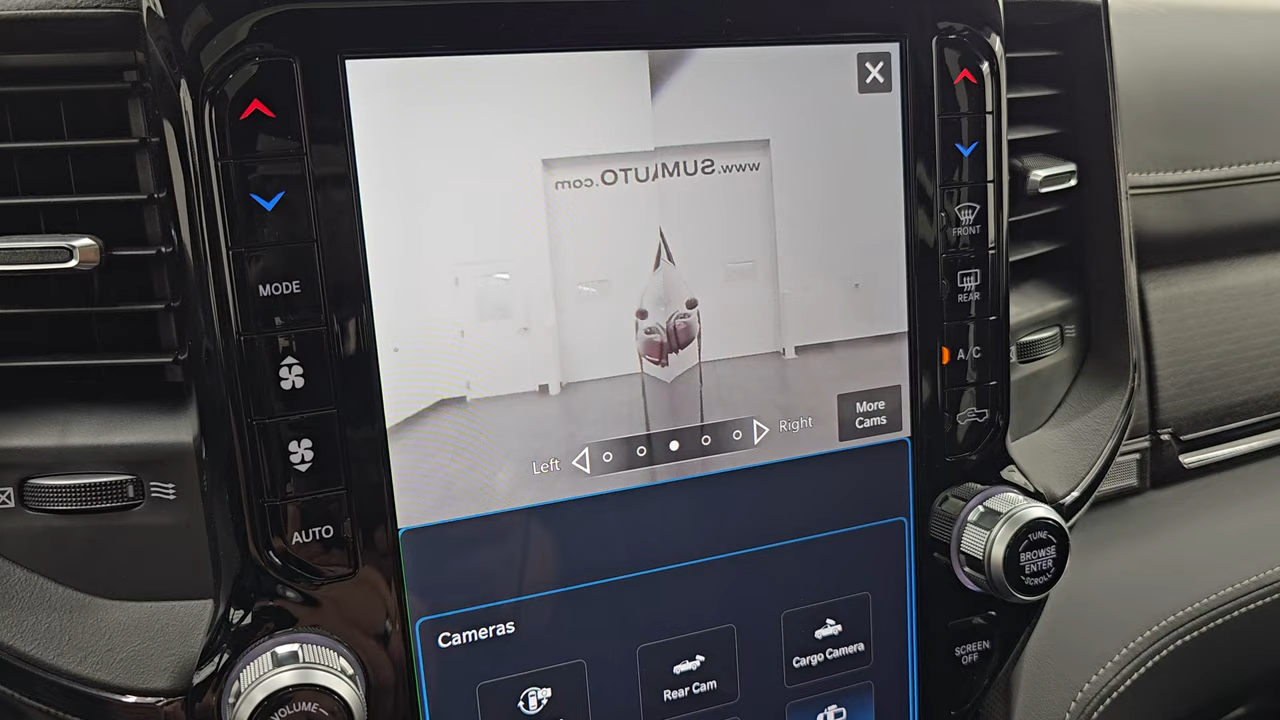 MODE
AUTO
VOLUME
www.SUMAUTO.com
Left
Right
More
Cams
Cameras
Rear Cam
Cargo Camera
FRONT
REAR
A/C
TUNE
BROWSE
ENTER
SCROLL
SCREEN
OFF